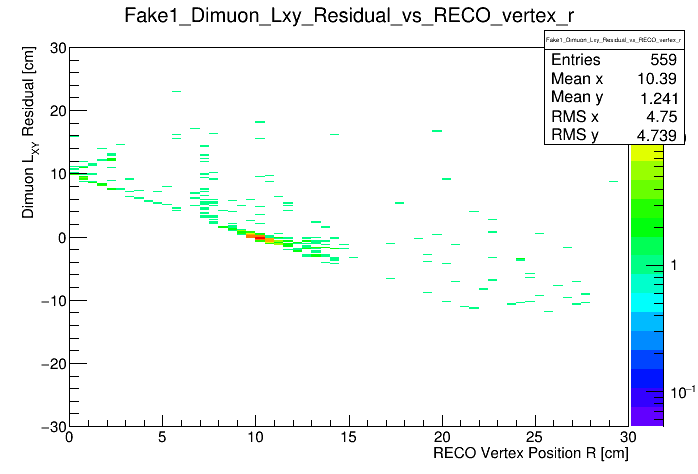 Fake1_Dimuon_Lxy_Residual_vs_RECO_vertex_r
Fake1_Dimuon_Lxy_Residual_vs_RECO_vertex_r
Entries 559
Mean x 10.39
Mean y 1.241
RMS x 4.75
RMS y 4.739
Dimuon LXY Residual [cm]
30
20
10
0
−10
−20
−30
0 5 10 15 20 25 30
RECO Vertex Position R [cm]
1
10−1